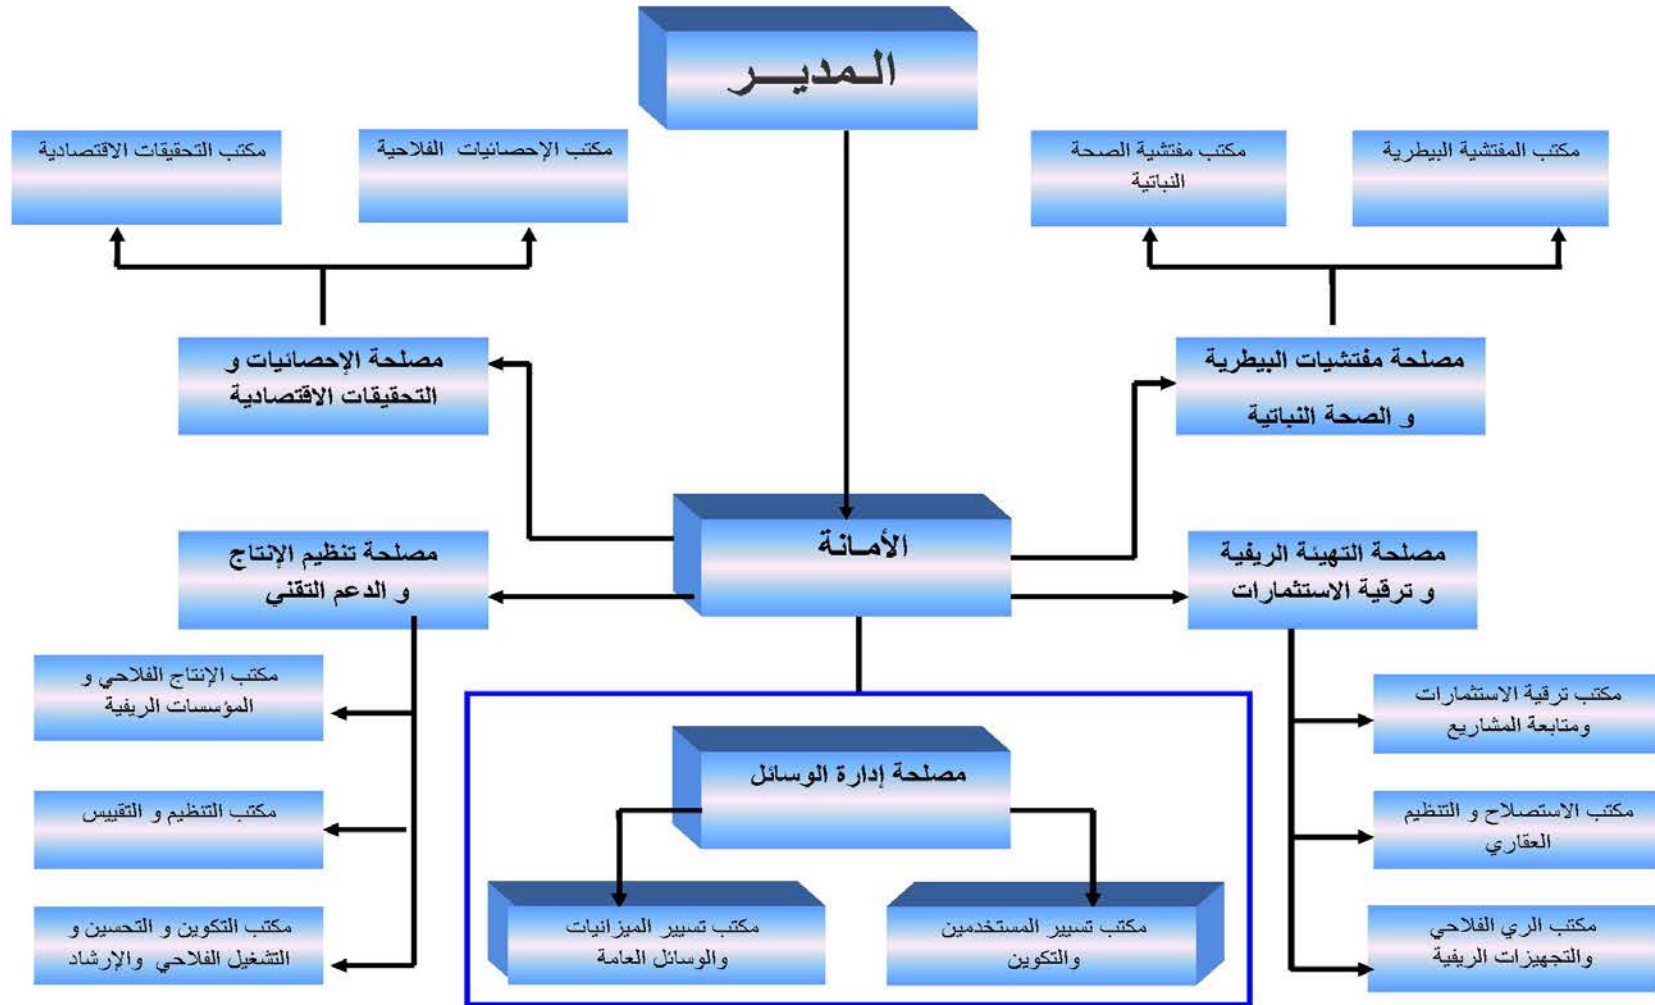 الـمديـــر
مكتب المفتشية البيطرية
مكتب مفتشية الصحة
النباتية
مكتب الإحصائيات الفلاحية
مكتب التحقيقات الاقتصادية
مصلحة مفتشيات البيطرية
و الصحة النباتية
مصلحة الإحصائيات و
التحقيقات الاقتصادية
الأمـانة
مصلحة التهيئة الريفية
و ترقية الاستثمارات
مصلحة تنظيم الإنتاج
و الدعم التقني
مكتب ترقية الاستثمارات
ومتابعة المشاريع
مكتب الاستصلاح و التنظيم
العقاري
مكتب الري الفلاحي
والتجهيزات الريفية
مصلحة إدارة الوسائل
مكتب تسيير المستخدمين
والتكوين
مكتب تسيير الميزانيات
والوسائل العامة
مكتب الإنتاج الفلاحي و
المؤسسات الريفية
مكتب التنظيم و التقييس
مكتب التكوين و التحسين و
التشغيل الفلاحي والإرشاد